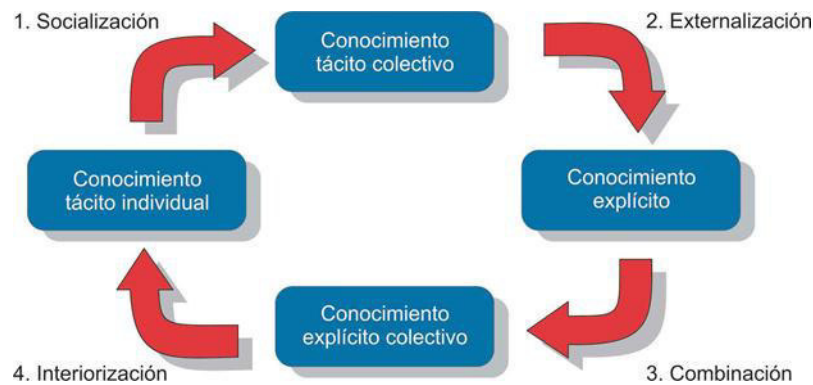 1. Socialización
Conocimiento
tácito colectivo
2. Externalización
Conocimiento
tácito individual
Conocimiento
explícito
Conocimiento
explícito colectivo
4. Interiorización
3. Combinación